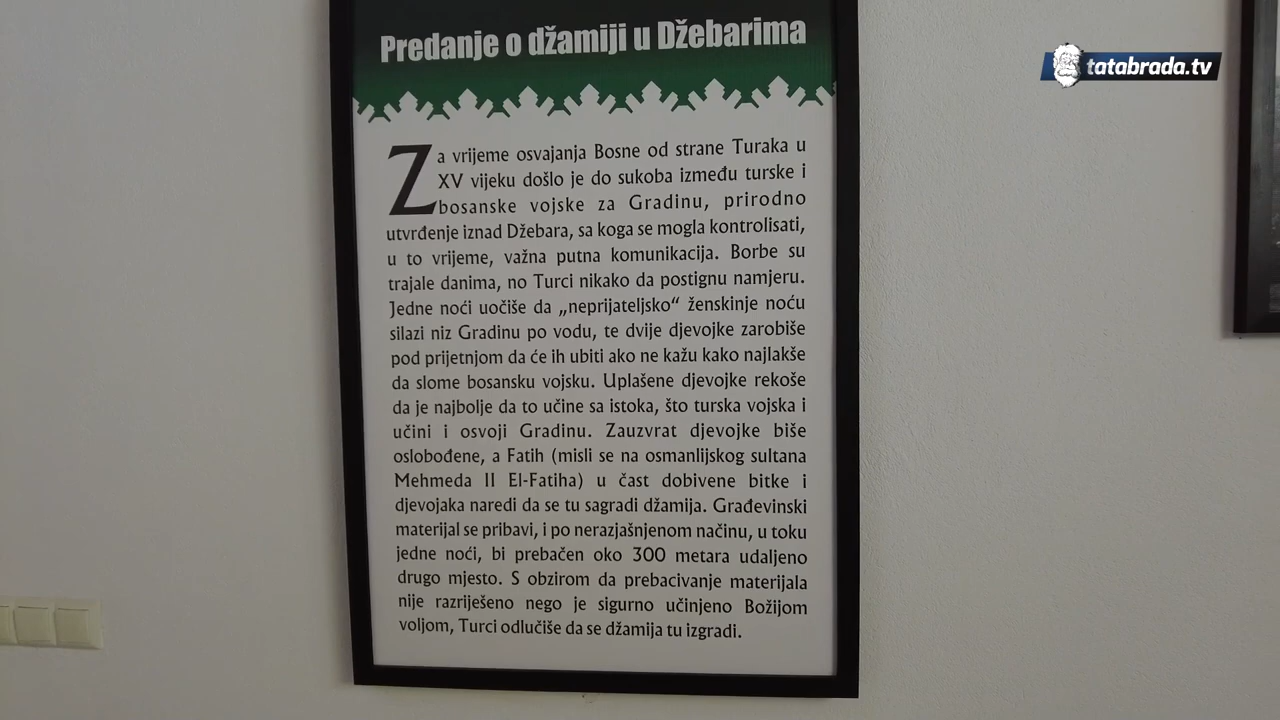 Predanje o džamiji u Džebarima
tatabrada.tv
Za vrijeme osvajanja Bosne od strane Turaka u
XV vijeku došlo je do sukoba između turske i
bosanske vojske za Gradinu, prirodno
utvrđenje iznad Džebara, sa koga se mogla kontrolisati,
u to vrijeme, važna putna komunikacija. Borbe su
trajale danima, no Turci nikako da postignu namjeru.
Jedne noći uočiše da „neprijateljsko“ ženskinje noću
silazi niz Gradinu po vodu, te dvije djevojke zarobiše
pod prijetnjom da će ih ubiti ako ne kažu kako najlakše
da slome bosansku vojsku. Uplašene djevojke rekoše
da je najbolje da to učine sa istoka, što turska vojska i
učini i osvoji Gradinu. Zauzvrat djevojke biše
oslobođene, a Fatih (misli se na osmanlijskog sultana
Mehmeda II El-Fatiha) u čast dobivene bitke i
djevojaka naredi da se tu sagradi džamija. Građevinski
materijal se pribavi, i po nerazjašnjenom načinu, u toku
jedne noći, bi prebačen oko 300 metara udaljeno
drugo mjesto. S obzirom da prebacivanje materijala
nije razriješeno nego je sigurno učinjeno Božijom
voljom, Turci odlučiše da se džamija tu izgradi.